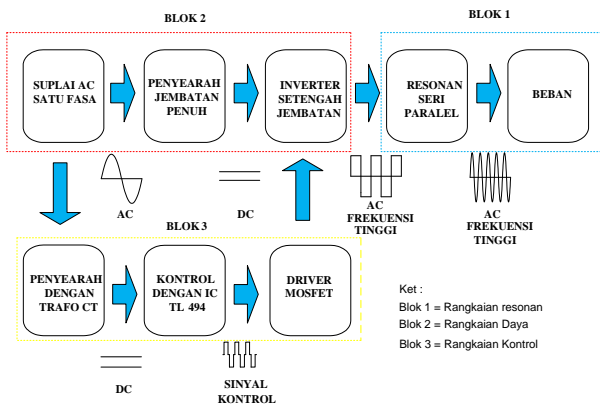 BLOK 2
BLOK 1
SUPLAI AC
SATU FASA
PENYEARAH
JEMBATAN
PENUH
INVERTER
SETENGAH
JEMBATAN
RESONAN
SERI
PARALEL
BEBAN
AC
DC
AC
FREKUENSI
TINGGI
AC
FREKUENSI
TINGGI
BLOK 3
PENYEARAH
DENGAN
TRAFO CT
KONTROL
DENGAN IC
TL 494
DRIVER
MOSFET
Ket :
Blok 1 = Rangkaian resonan
Blok 2 = Rangkaian Daya
Blok 3 = Rangkaian Kontrol
DC
SINYAL
KONTROL